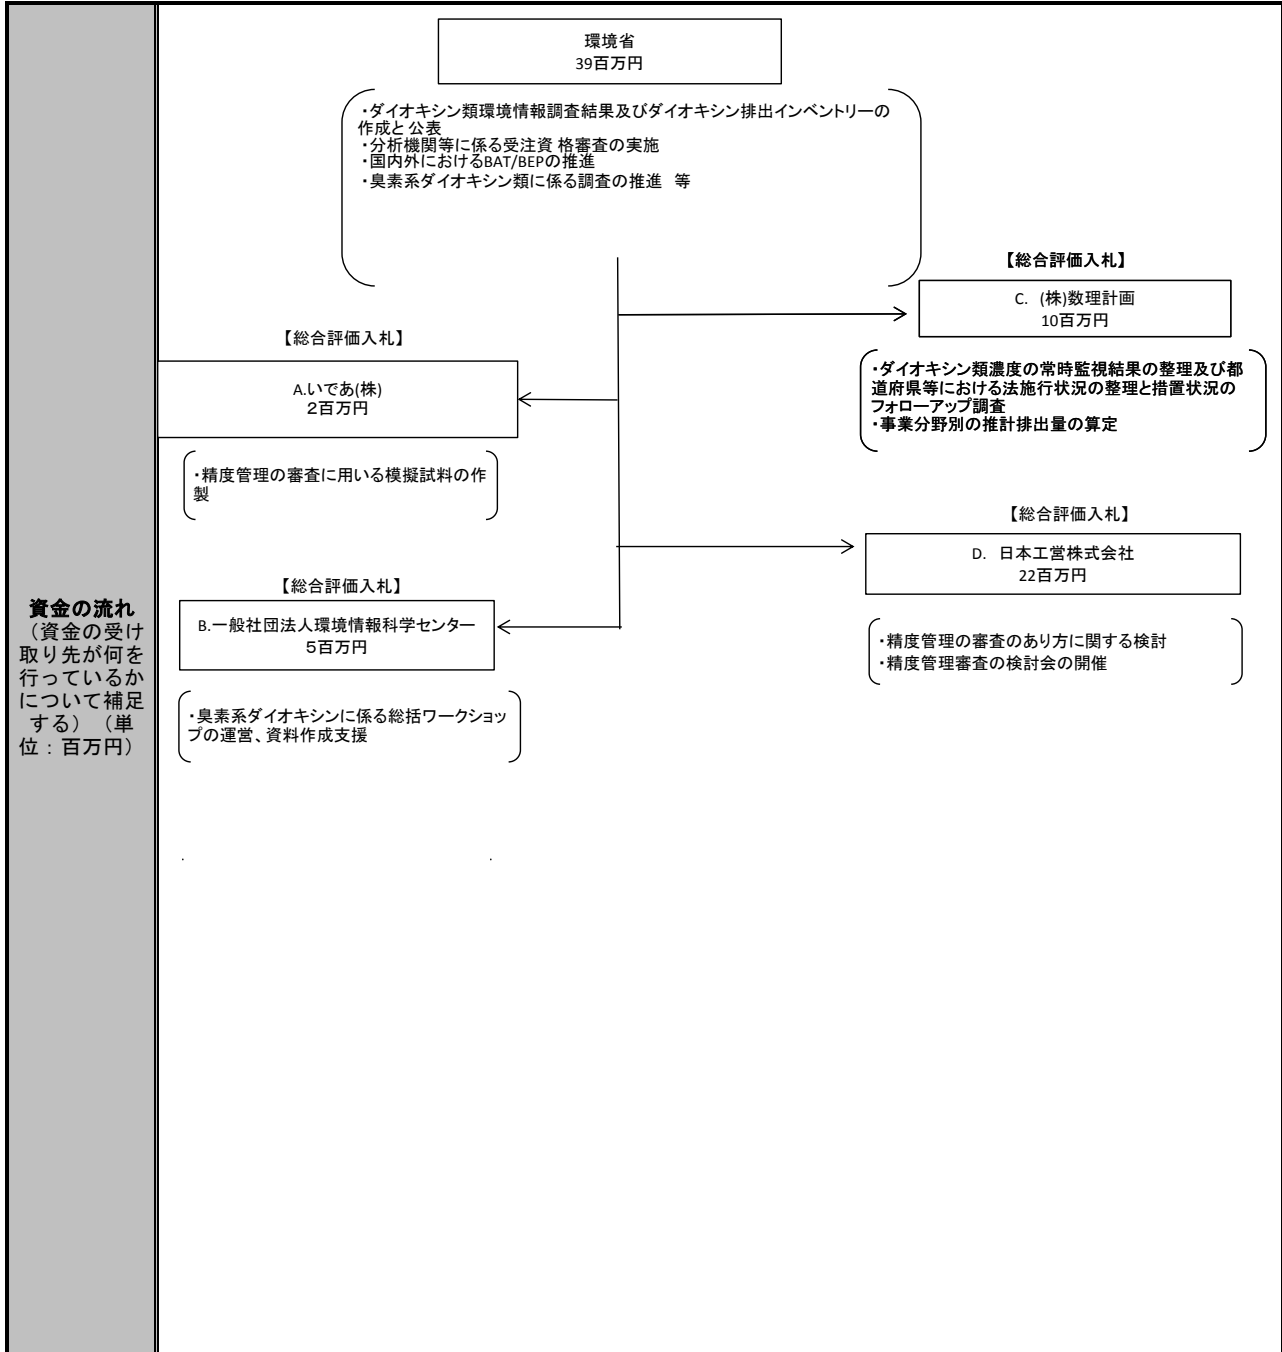 資金の流れ
（資金の受け
取り先が何を
行っているか
について補足
する）（単
位：百万円）
環境省
39百万円
・ダイオキシン類環境情報調査結果及びダイオキシン排出インベントリーの
作成と公表
・分析機関等に係る受注資 格審査の実施
・国内外におけるBAT/BEPの推進
・臭素系ダイオキシン類に係る調査の推進　等
【総合評価入札】
A.いであ(株)
２百万円
・精度管理の審査に用いる模擬試料の作
製
【総合評価入札】
B.一般社団法人環境情報科学センター
５百万円
・臭素系ダイオキシンに係る総括ワークショッ
プの運営、資料作成支援
【総合評価入札】
C.　(株)数理計画
10百万円
・ダイオキシン類濃度の常時監視結果の整理及び都
道府県等における法施行状況の整理と措置状況の
フォローアップ調査
・事業分野別の推計排出量の算定
【総合評価入札】
D.　日本工営株式会社
22百万円
・精度管理の審査のあり方に関する検討
・精度管理審査の検討会の開催